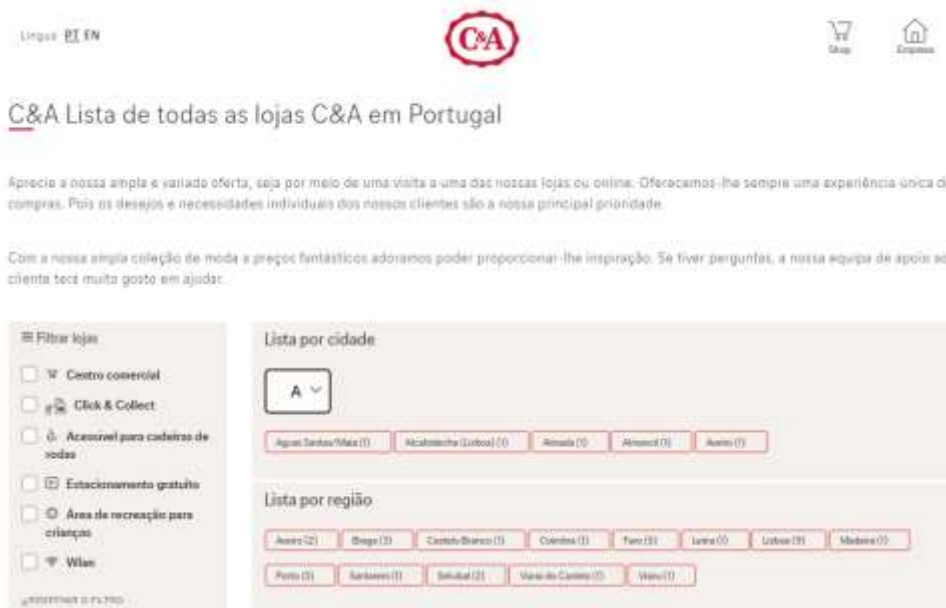 Língua PT EN
C&A
Shop
Empresa
C&A Lista de todas as lojas C&A em Portugal
Aprecie a nossa ampla e variada oferta, seja por meio de uma visita a uma das nossas lojas ou online. Oferecemos-lhe sempre uma experiência única de
compras. Pois os desejos e necessidades individuais dos nossos clientes são a nossa principal prioridade.
Com a nossa ampla coleção de moda a preços fantásticos adoramos poder proporcionar-lhe inspiração. Se tiver perguntas, a nossa equipa de apoio ao
cliente terá muito gosto em ajudar.
Filtrar lojas
Centro comercial
Click & Collect
Acessível para cadeiras de
rodas
Estacionamento gratuito
Área de recreação para
crianças
Wlan
O FILTRO
Lista por cidade
A
Aguas Santas/Maia (1)
Alcabideche (Lisboa) (1)
Almada (1)
Almancil (1)
Aveiro (1)
Lista por região
Aveiro (2)
Braga (3)
Castelo Branco (1)
Coimbra (1)
Faro (5)
Leiria (1)
Lisboa (9)
Madeira (1)
Porto (5)
Santarem (1)
Setubal (2)
Viana do Castelo (1)
Viseu (1)